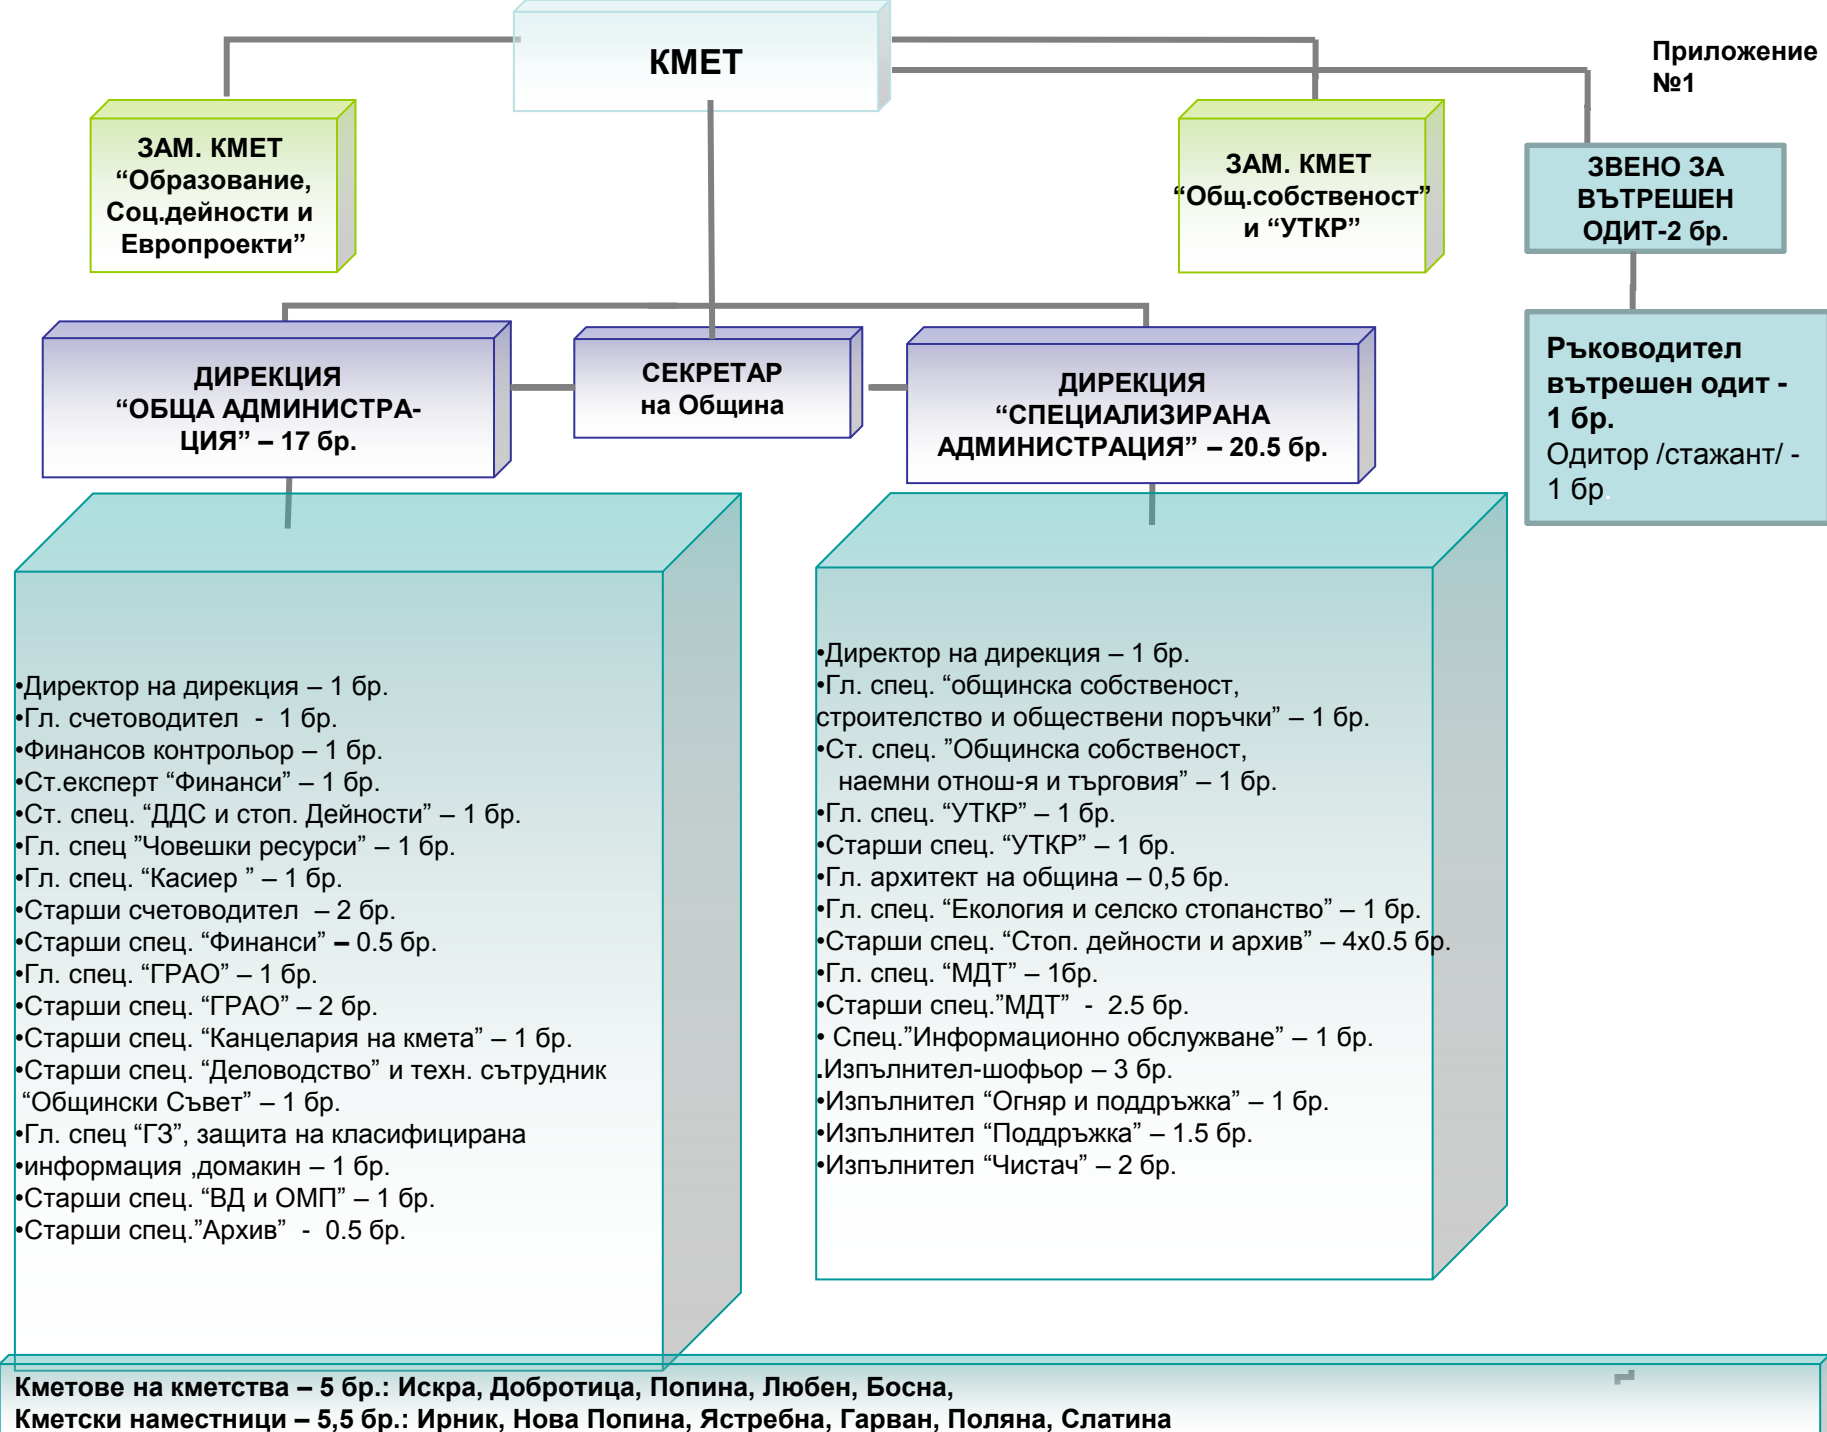 КМЕТ
Приложение
№1
ЗАМ. КМЕТ
“Образование,
Соц.дейности и
Европроекти”
ЗАМ. КМЕТ
“Общ.собственост”
и “УТКР”
ЗВЕНО ЗА
ВЪТРЕШЕН
ОДИТ-2 бр.
ДИРЕКЦИЯ
“ОБЩА АДМИНИСТРА-
ЦИЯ” – 17 бр.
СЕКРЕТАР
на Община
ДИРЕКЦИЯ
“СПЕЦИАЛИЗИРАНА
АДМИНИСТРАЦИЯ” – 20.5 бр.
Ръководител
вътрешен одит -
1 бр.
Одитор /стажант/ -
1 бр.
•Директор на дирекция – 1 бр.
•Гл. счетоводител - 1 бр.
•Финансов контрольор – 1 бр.
•Ст.експерт “Финанси” – 1 бр.
•Ст. спец. “ДДС и стоп. Дейности” – 1 бр.
•Гл. спец ”Човешки ресурси” – 1 бр.
•Гл. спец. “Касиер ” – 1 бр.
•Старши счетоводител – 2 бр.
•Старши спец. “Финанси” – 0.5 бр.
•Гл. спец. “ГРАО” – 1 бр.
•Старши спец. “ГРАО” – 2 бр.
•Старши спец. “Канцелария на кмета” – 1 бр.
•Старши спец. “Деловодство” и техн. сътрудник
“Общински Съвет” – 1 бр.
•Гл. спец “ГЗ”, защита на класифицирана
•информация ,домакин – 1 бр.
•Старши спец. “ВД и ОМП” – 1 бр.
•Старши спец.”Архив” - 0.5 бр.
•Директор на дирекция – 1 бр.
•Гл. спец. “общинска собственост,
строителство и обществени поръчки” – 1 бр.
•Ст. спец. ”Общинска собственост,
наемни отнош-я и търговия” – 1 бр.
•Гл. спец. “УТКР” – 1 бр.
•Старши спец. “УТКР” – 1 бр.
•Гл. архитект на община – 0,5 бр.
•Гл. спец. “Екология и селско стопанство” – 1 бр.
•Старши спец. “Стоп. дейности и архив” – 4х0.5 бр.
•Гл. спец. “МДТ” – 1бр.
•Старши спец.”МДТ” - 2.5 бр.
• Спец.”Информационно обслужване” – 1 бр.
.Изпълнител-шофьор – 3 бр.
•Изпълнител “Огняр и поддръжка” – 1 бр.
•Изпълнител “Поддръжка” – 1.5 бр.
•Изпълнител “Чистач” – 2 бр.
Кметове на кметства – 5 бр.: Искра, Добротица, Попина, Любен, Босна,
Кметски наместници – 5,5 бр.: Ирник, Нова Попина, Ястребна, Гарван, Поляна, Слатина